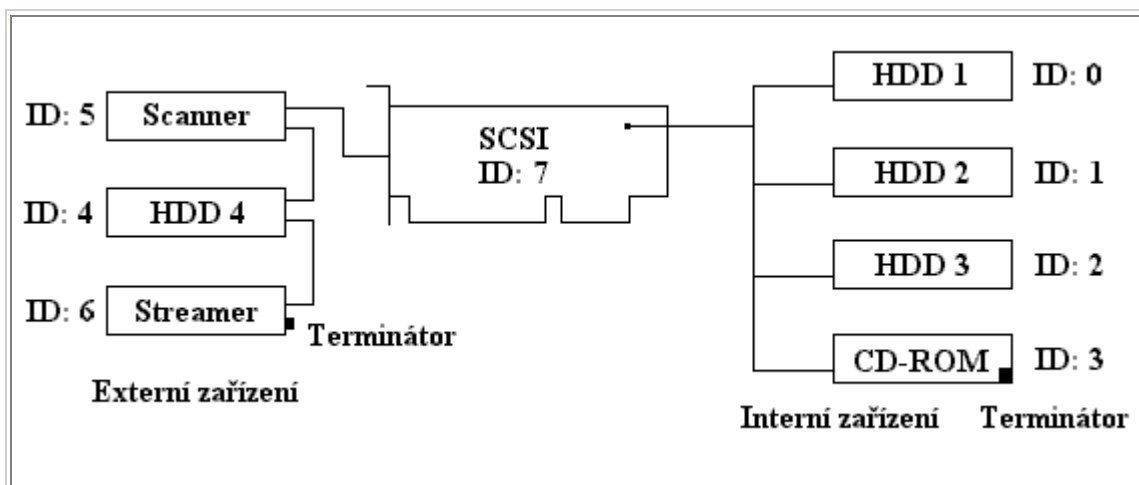 ID: 5 Scanner
ID: 4 HDD 4
ID: 6 Streamer
Terminátor
Externí zařízení
SCSI
ID: 7
HDD 1 ID: 0
HDD 2 ID: 1
HDD 3 ID: 2
CD-ROM ID: 3
Interní zařízení Terminátor